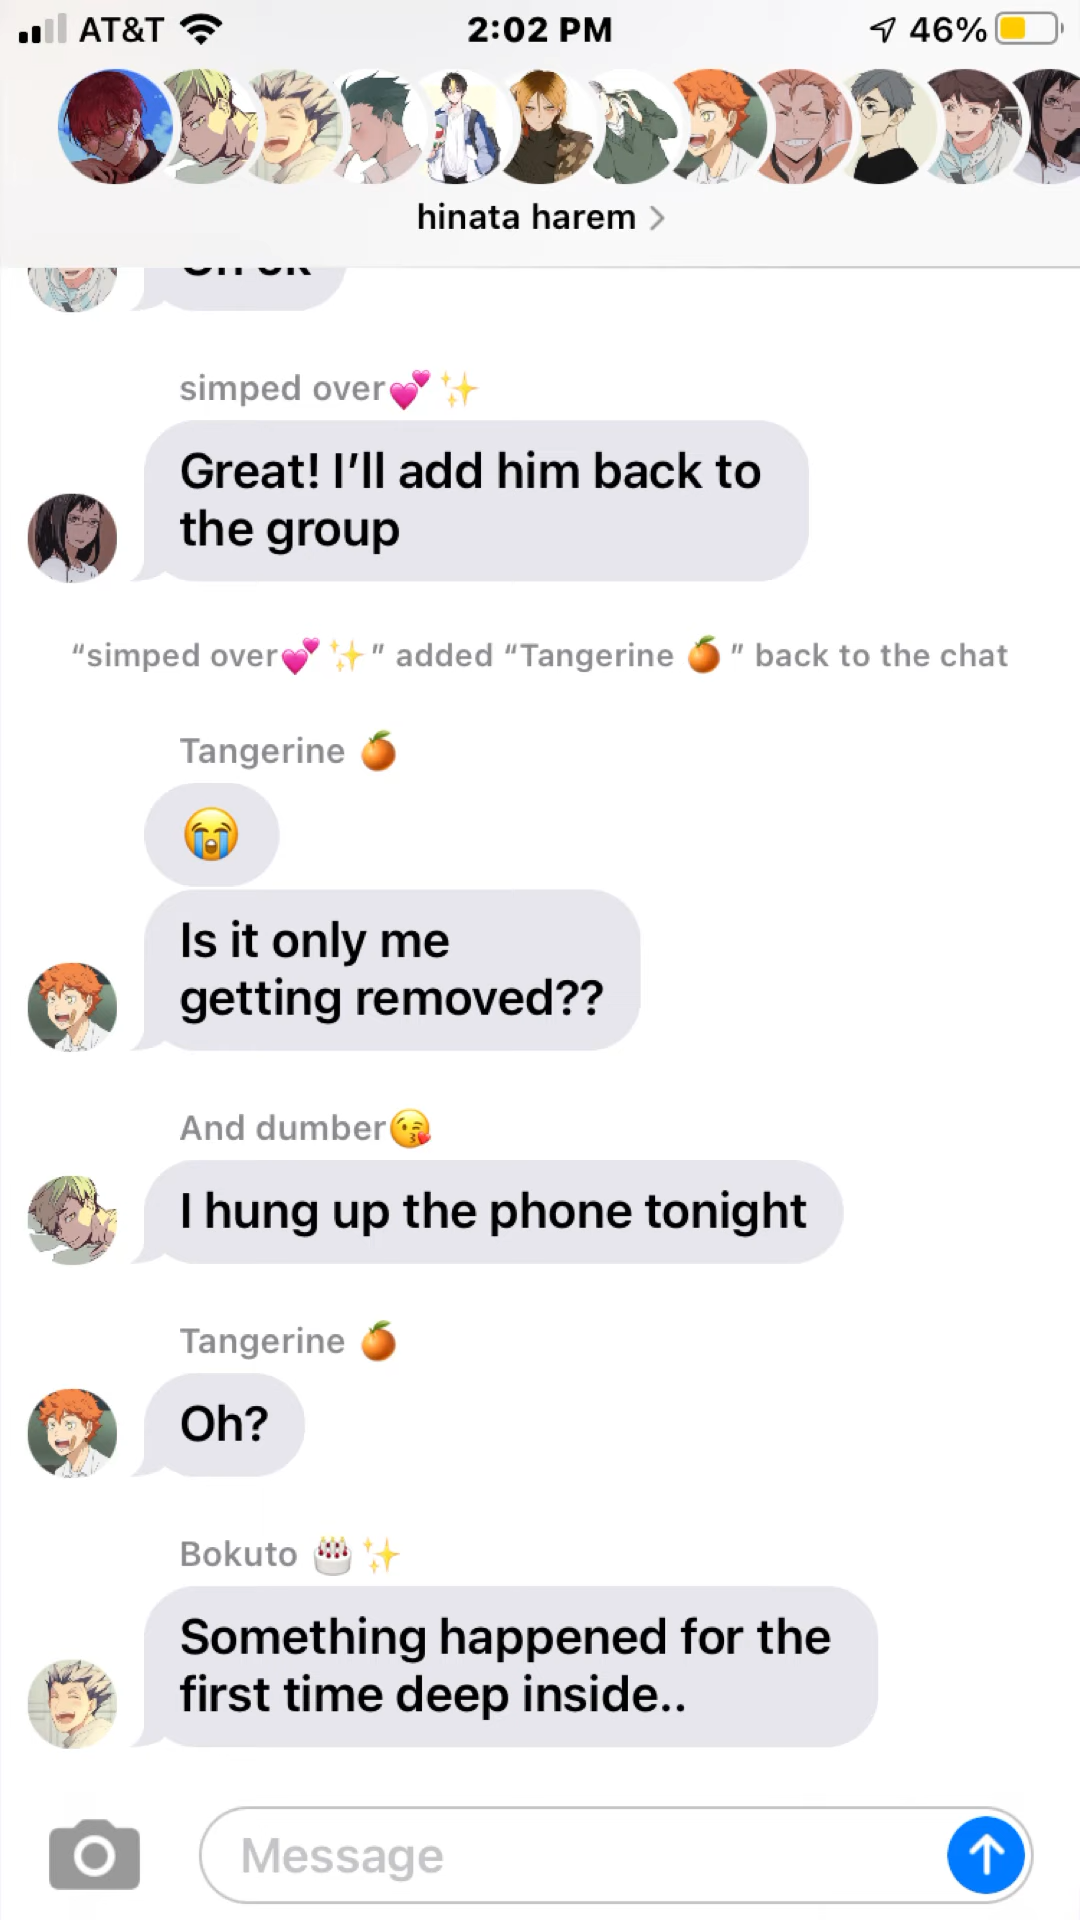 AT&T 2:02 PM 46%
hinata harem
simped over💕✨
Great! I’ll add him back to
the group
“simped over💕✨” added “Tangerine 🍊” back to the chat
Tangerine 🍊
😭
Is it only me
getting removed??
And dumber😘
I hung up the phone tonight
Tangerine 🍊
Oh?
Bokuto 🎂✨
Something happened for the
first time deep inside..
Message